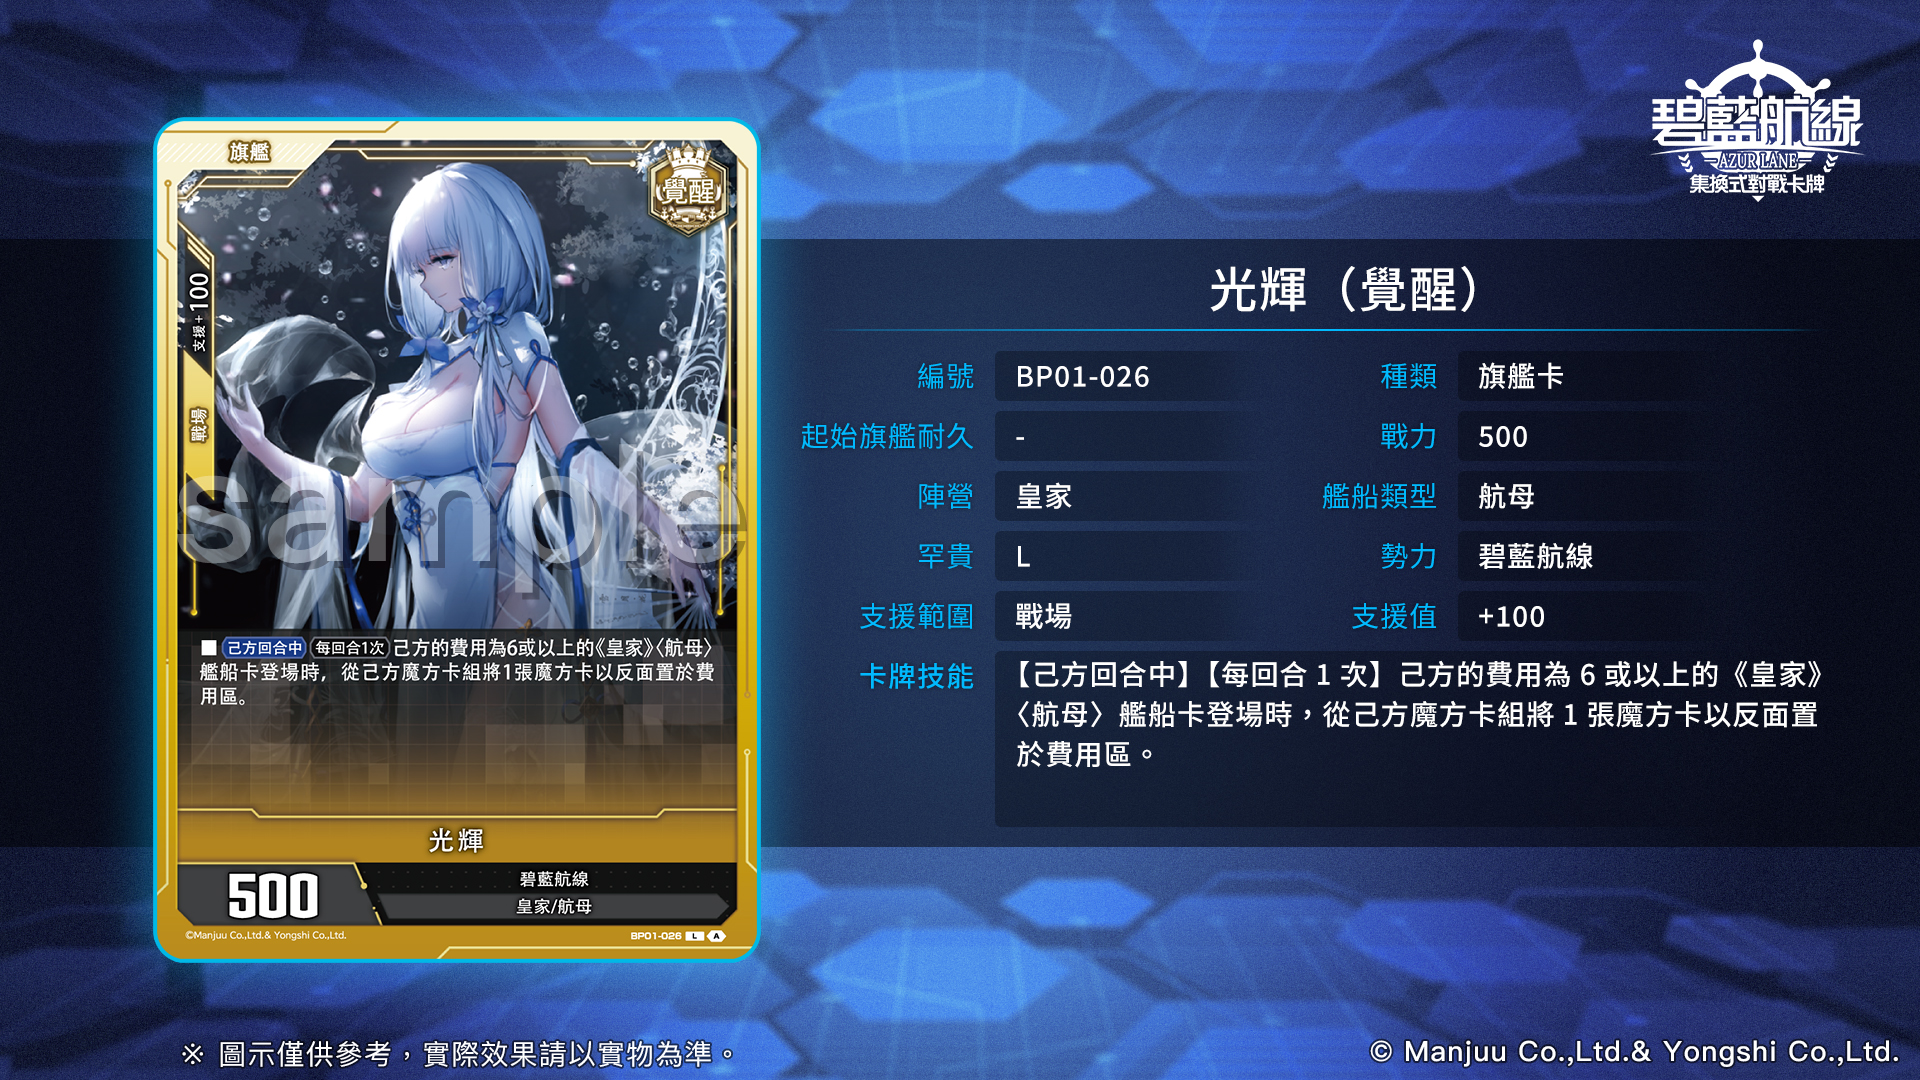 碧藍航線
AZUR LANE
集換式對戰卡牌
旗艦
覺醒
支援+100
戰場
sample
■ 己方回合中 每回合1次 己方的費用為6或以上的《皇家》〈航母〉
艦船卡登場時，從己方魔方卡組將1張魔方卡以反面置於費
用區。
光輝
500
碧藍航線
皇家/航母
©Manjuu Co.,Ltd.& Yongshi Co.,Ltd.
BP01-026 L A
光輝（覺醒）
編號 BP01-026 種類 旗艦卡
起始旗艦耐久 - 戰力 500
陣營 皇家 艦船類型 航母
罕貴 L 勢力 碧藍航線
支援範圍 戰場 支援值 +100
卡牌技能 【己方回合中】【每回合 1 次】己方的費用為 6 或以上的《皇家》
〈航母〉艦船卡登場時，從己方魔方卡組將 1 張魔方卡以反面置
於費用區。
※ 圖示僅供參考，實際效果請以實物為準。
© Manjuu Co.,Ltd.& Yongshi Co.,Ltd.